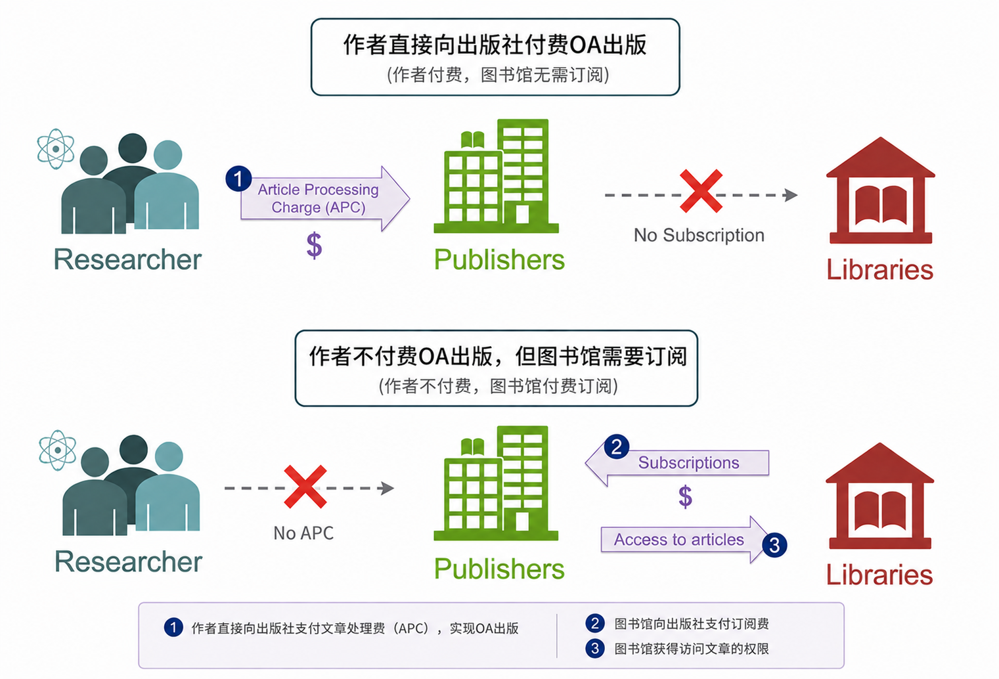 作者直接向出版社付费OA出版
(作者付费，图书馆无需订阅)
1
Article Processing
Charge (APC)
$
No Subscription
Researcher
Publishers
Libraries
作者不付费OA出版，但图书馆需要订阅
(作者不付费，图书馆付费订阅)
No APC
2
Subscriptions
$
Access to articles
3
Researcher
Publishers
Libraries
1 作者直接向出版社支付文章处理费（APC），实现OA出版
2 图书馆向出版社支付订阅费
3 图书馆获得访问文章的权限